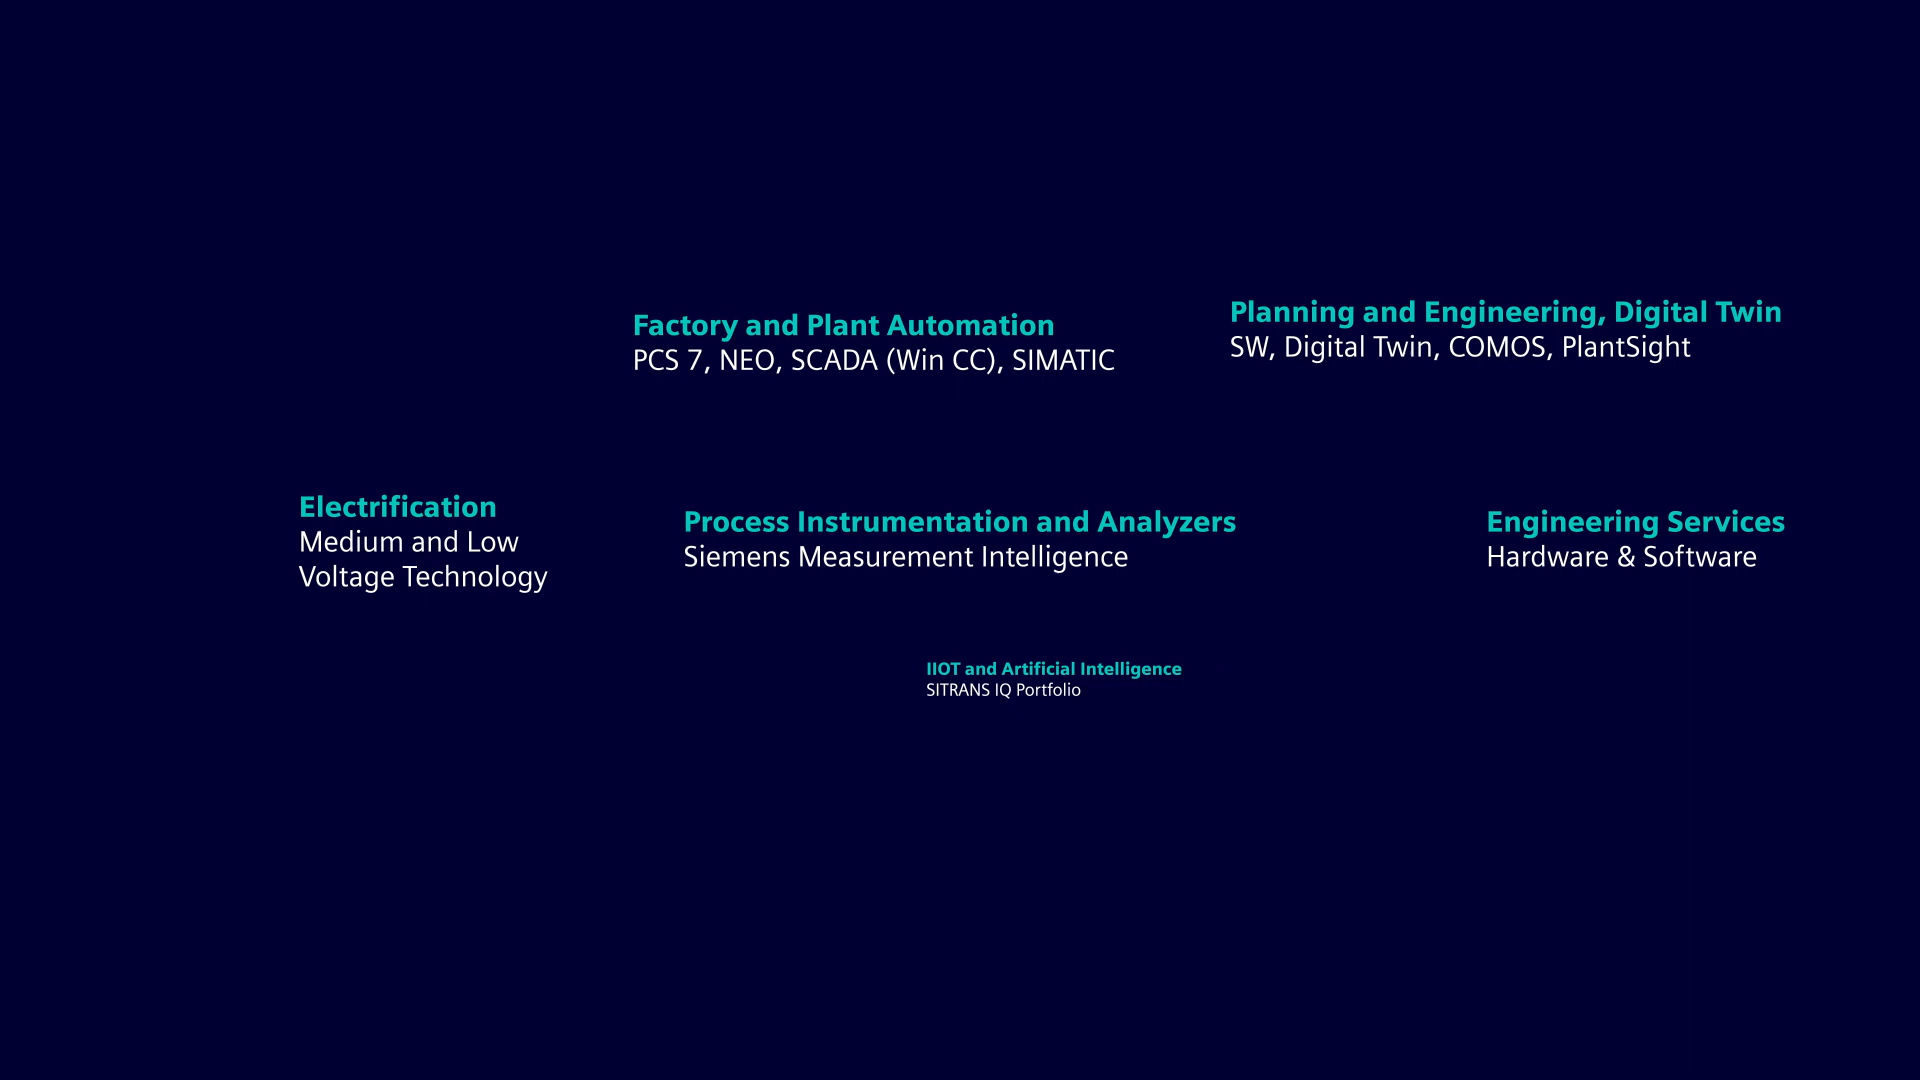 Factory and Plant Automation
PCS 7, NEO, SCADA (Win CC), SIMATIC
Planning and Engineering, Digital Twin
SW, Digital Twin, COMOS, PlantSight
Electrification
Medium and Low
Voltage Technology
Process Instrumentation and Analyzers
Siemens Measurement Intelligence
Engineering Services
Hardware & Software
IIOT and Artificial Intelligence
SITRANS IQ Portfolio